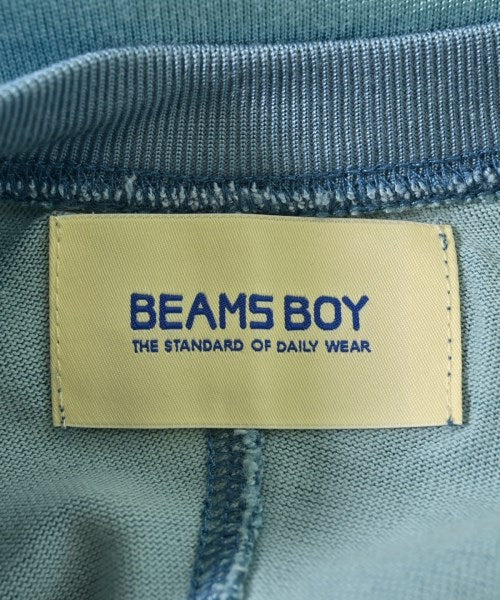 BEAMS BOY
THE STANDARD OF DAILY WEAR